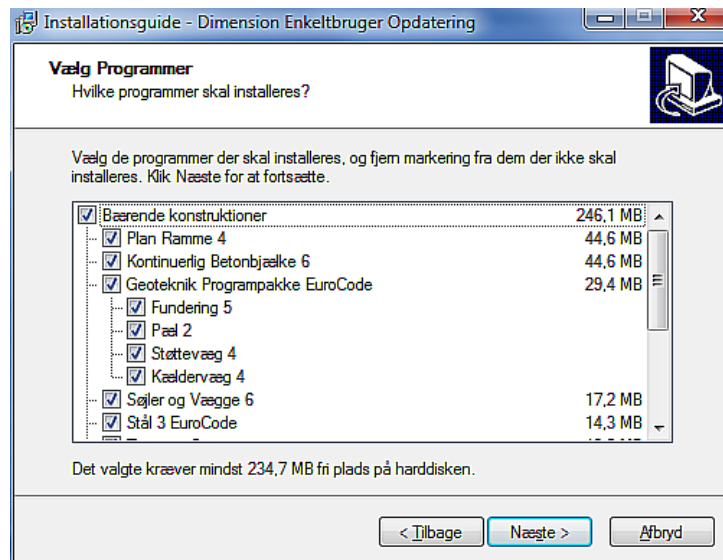 Installationsguide - Dimension Enkeltbruger Opdatering
Vælg Programmer
Hvilke programmer skal installeres?
Vælg de programmer der skal installeres, og fjern markering fra dem der ikke skal
installeres. Klik Næste for at fortsætte.
Bærende konstruktioner 246,1 MB
Plan Ramme 4 44,6 MB
Kontinuerlig Betonbjælke 6 44,6 MB
Geoteknik Programpakke EuroCode 29,4 MB
Fundering 5
Pæl 2
Støttevæg 4
Kældervæg 4
Søjler og Vægge 6 17,2 MB
Stål 3 EuroCode 14,3 MB
Det valgte kræver mindst 234,7 MB fri plads på harddisken.
< Tilbage Næste > Afbryd